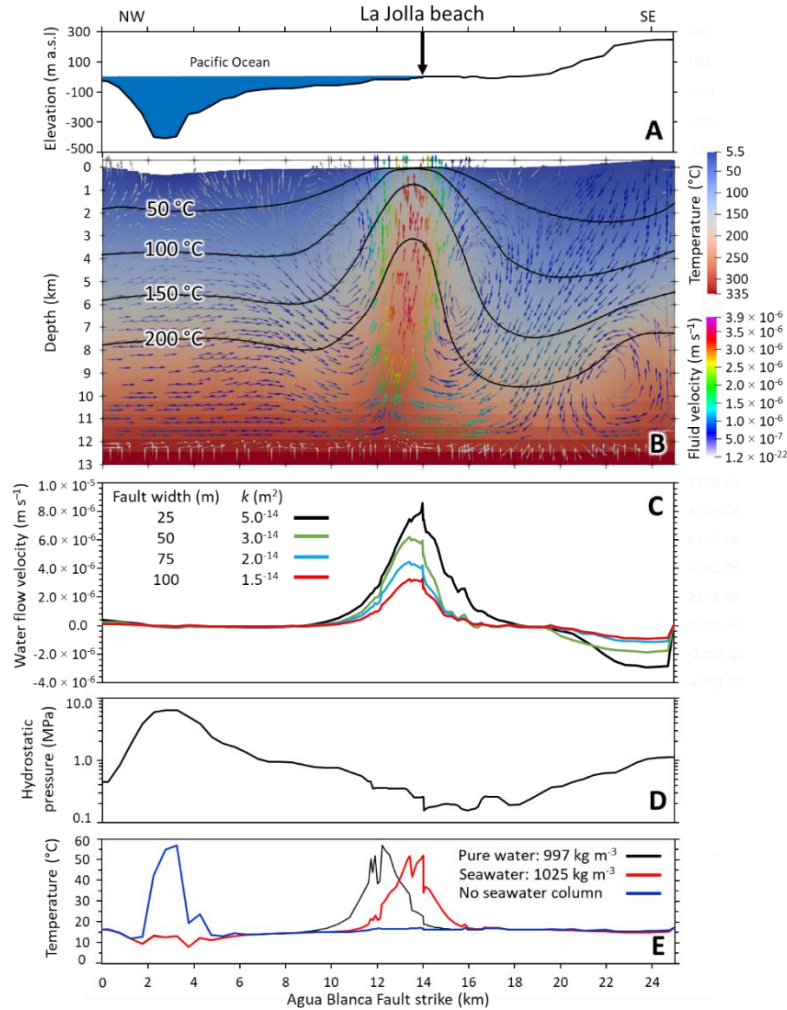 NW
La Jolla beach
SE
300
100
-100
-300
-500
Elevation (m a.s.l)
Pacific Ocean
A
0
1
2
3
4
5
6
7
8
9
10
11
12
13
Depth (km)
50 °C
100 °C
150 °C
200 °C
B
5.5
50
100
150
200
250
300
335
Temperature (°C)
3.9 × 10⁻⁶
3.5 × 10⁻⁶
3.0 × 10⁻⁶
2.5 × 10⁻⁶
2.0 × 10⁻⁶
1.5 × 10⁻⁶
1.0 × 10⁻⁶
5.0 × 10⁻⁷
1.2 × 10⁻²²
Fluid velocity (m s⁻¹)
1.0 × 10⁻⁵
8.0 × 10⁻⁶
6.0 × 10⁻⁶
4.0 × 10⁻⁶
2.0 × 10⁻⁶
0.0
-2.0 × 10⁻⁶
-4.0 × 10⁻⁶
Water flow velocity (m s⁻¹)
Fault width (m) k (m²)
25 5.0⁻¹⁴
50 3.0⁻¹⁴
75 2.0⁻¹⁴
100 1.5⁻¹⁴
C
10.0
1.0
0.1
Hydrostatic
pressure (MPa)
D
60
50
40
30
20
10
0
Temperature (°C)
Pure water: 997 kg m⁻³
Seawater: 1025 kg m⁻³
No seawater column
E
0 2 4 6 8 10 12 14 16 18 20 22 24
Agua Blanca Fault strike (km)